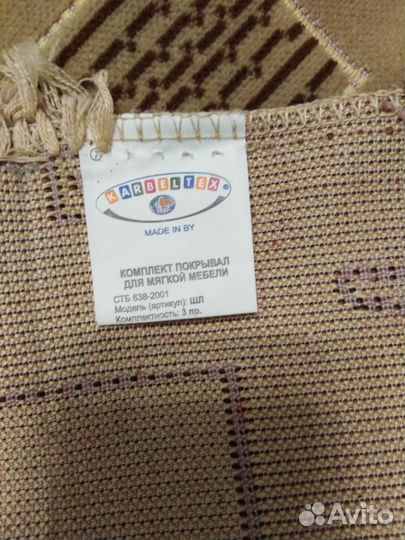 KARBELTEX
MADE IN BY
КОМПЛЕКТ ПОКРЫВАЛ
ДЛЯ МЯГКОЙ МЕБЕЛИ
СТБ 638-2001
Модель (артикул): ШЛ
Комплектность: 3 пр.
Avito